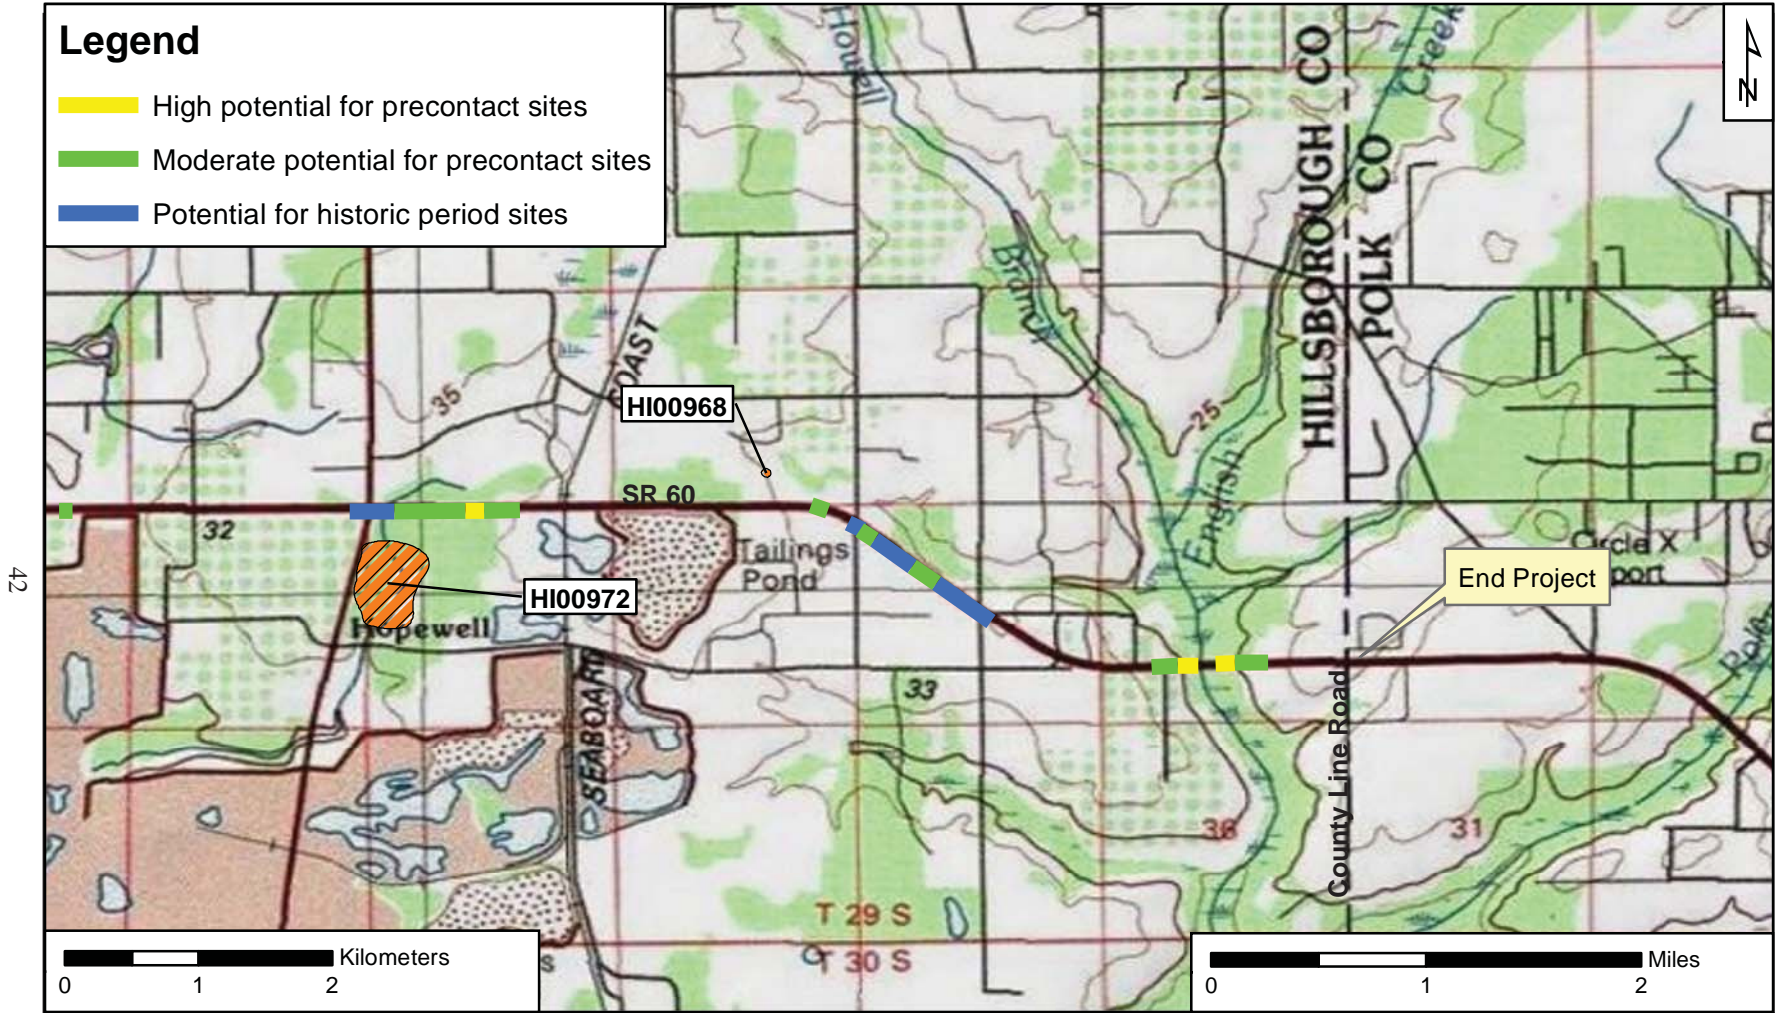 Legend
High potential for precontact sites
Moderate potential for precontact sites
Potential for historic period sites
N
Howell
Branch
Creek
HILLSBOROUGH CO
POLK CO
COAST
35
HI00968
25
English
SR 60
32
Tailings
Pond
Circle X
port
End Project
HI00972
Hopewell
SEABOARD
33
County Line Road
Pole
36
31
T 29 S
T 30 S
s
Kilometers
0 1 2
Miles
0 1 2
42